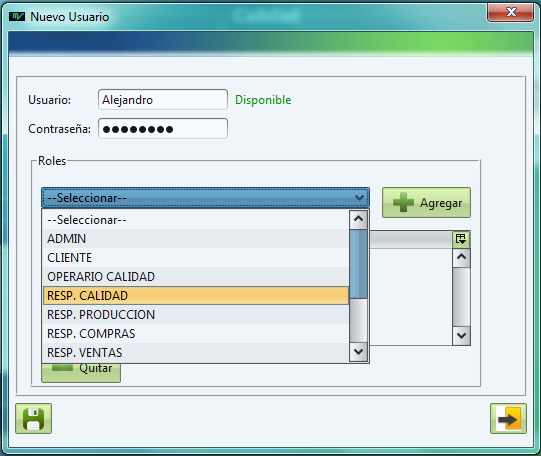 Calidad
Nuevo Usuario
Usuario: Alejandro Disponible
Contraseña: ●●●●●●●●
Roles
--Seleccionar--
Agregar
--Seleccionar--
ADMIN
CLIENTE
OPERARIO CALIDAD
RESP. CALIDAD
RESP. PRODUCCION
RESP. COMPRAS
RESP. VENTAS
Quitar